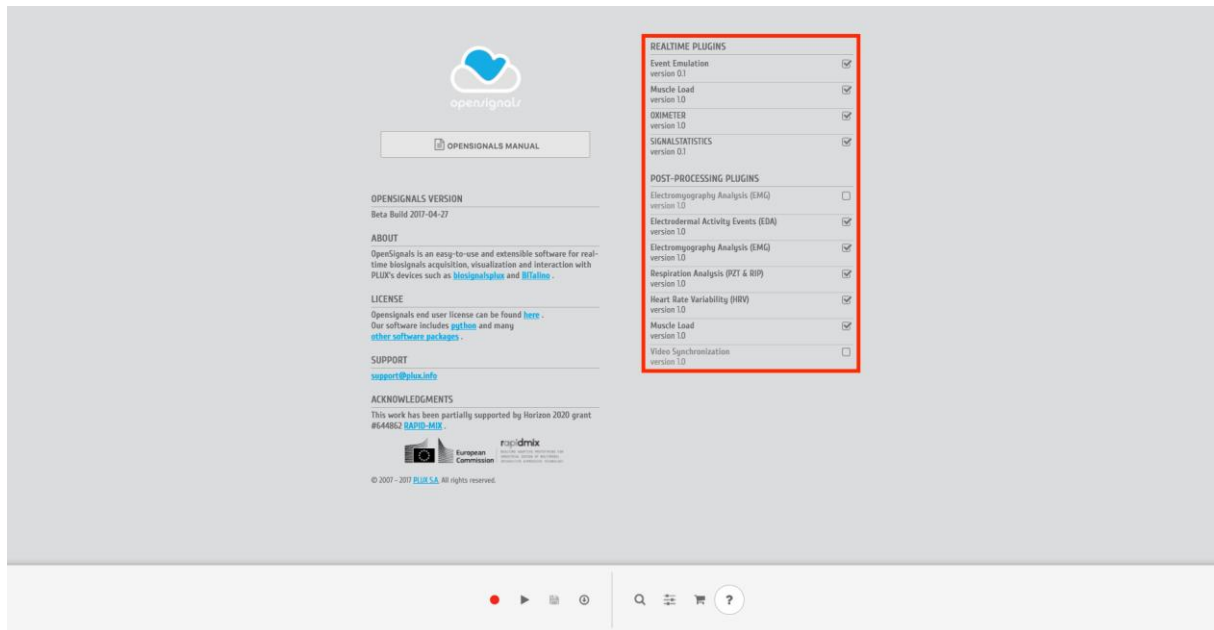 opensignals
OPENSIGNALS MANUAL
OPENSIGNALS VERSION
Beta Build 2017-04-27
ABOUT
OpenSignals is an easy-to-use and extensible software for real-
time biosignals acquisition, visualization and interaction with
PLUX's devices such as biosignalsplux and BITalino .
LICENSE
Opensignals end user license can be found here .
Our software includes python and many
other software packages .
SUPPORT
support@plux.info
ACKNOWLEDGMENTS
This work has been partially supported by Horizon 2020 grant
#644862 RAPID-MIX .
European
Commission
rapidmix
© 2007 - 2017 PLUX S.A. All rights reserved.
REALTIME PLUGINS
Event Emulation
version 0.1
Muscle Load
version 1.0
OXIMETER
version 1.0
SIGNALSTATISTICS
version 0.1
POST-PROCESSING PLUGINS
Electromyography Analysis (EMG)
version 1.0
Electrodermal Activity Events (EDA)
version 1.0
Electromyography Analysis (EMG)
version 1.0
Respiration Analysis (PZT & RIP)
version 1.0
Heart Rate Variability (HRV)
version 1.0
Muscle Load
version 1.0
Video Synchronization
version 1.0
?